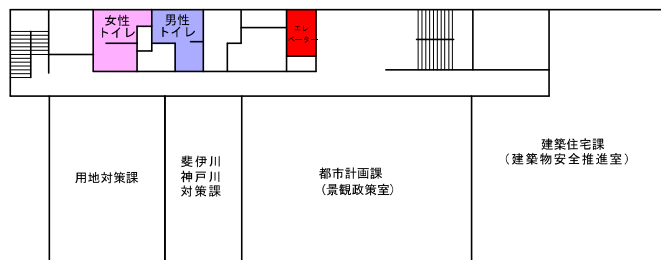 女性
トイレ
男性
トイレ
エレ
ベーター
用地対策課
斐伊川
神戸川
対策課
都市計画課
(景観政策室)
建築住宅課
(建築物安全推進室)